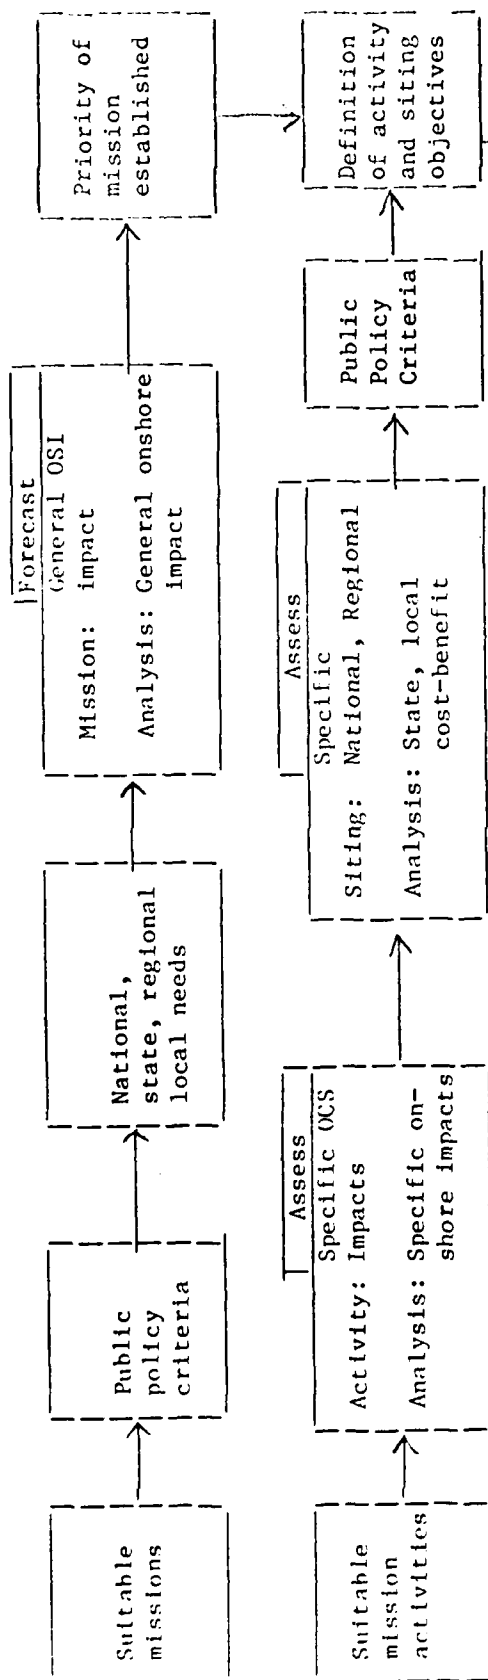 Suitable
missions
Public
policy
criteria
National,
state, regional
local needs
Forecast
General OSI
Mission: impact
Analysis: General onshore
impact
Priority of
mission
established
Suitable
mission
activities
Assess
Specific OCS
Activity: Impacts
Analysis: Specific on-
shore impacts
Assess
Specific
Siting: National, Regional
Analysis: State, local
cost-benefit
Public
Policy
Criteria
Definition
of activity
and siting
objectives